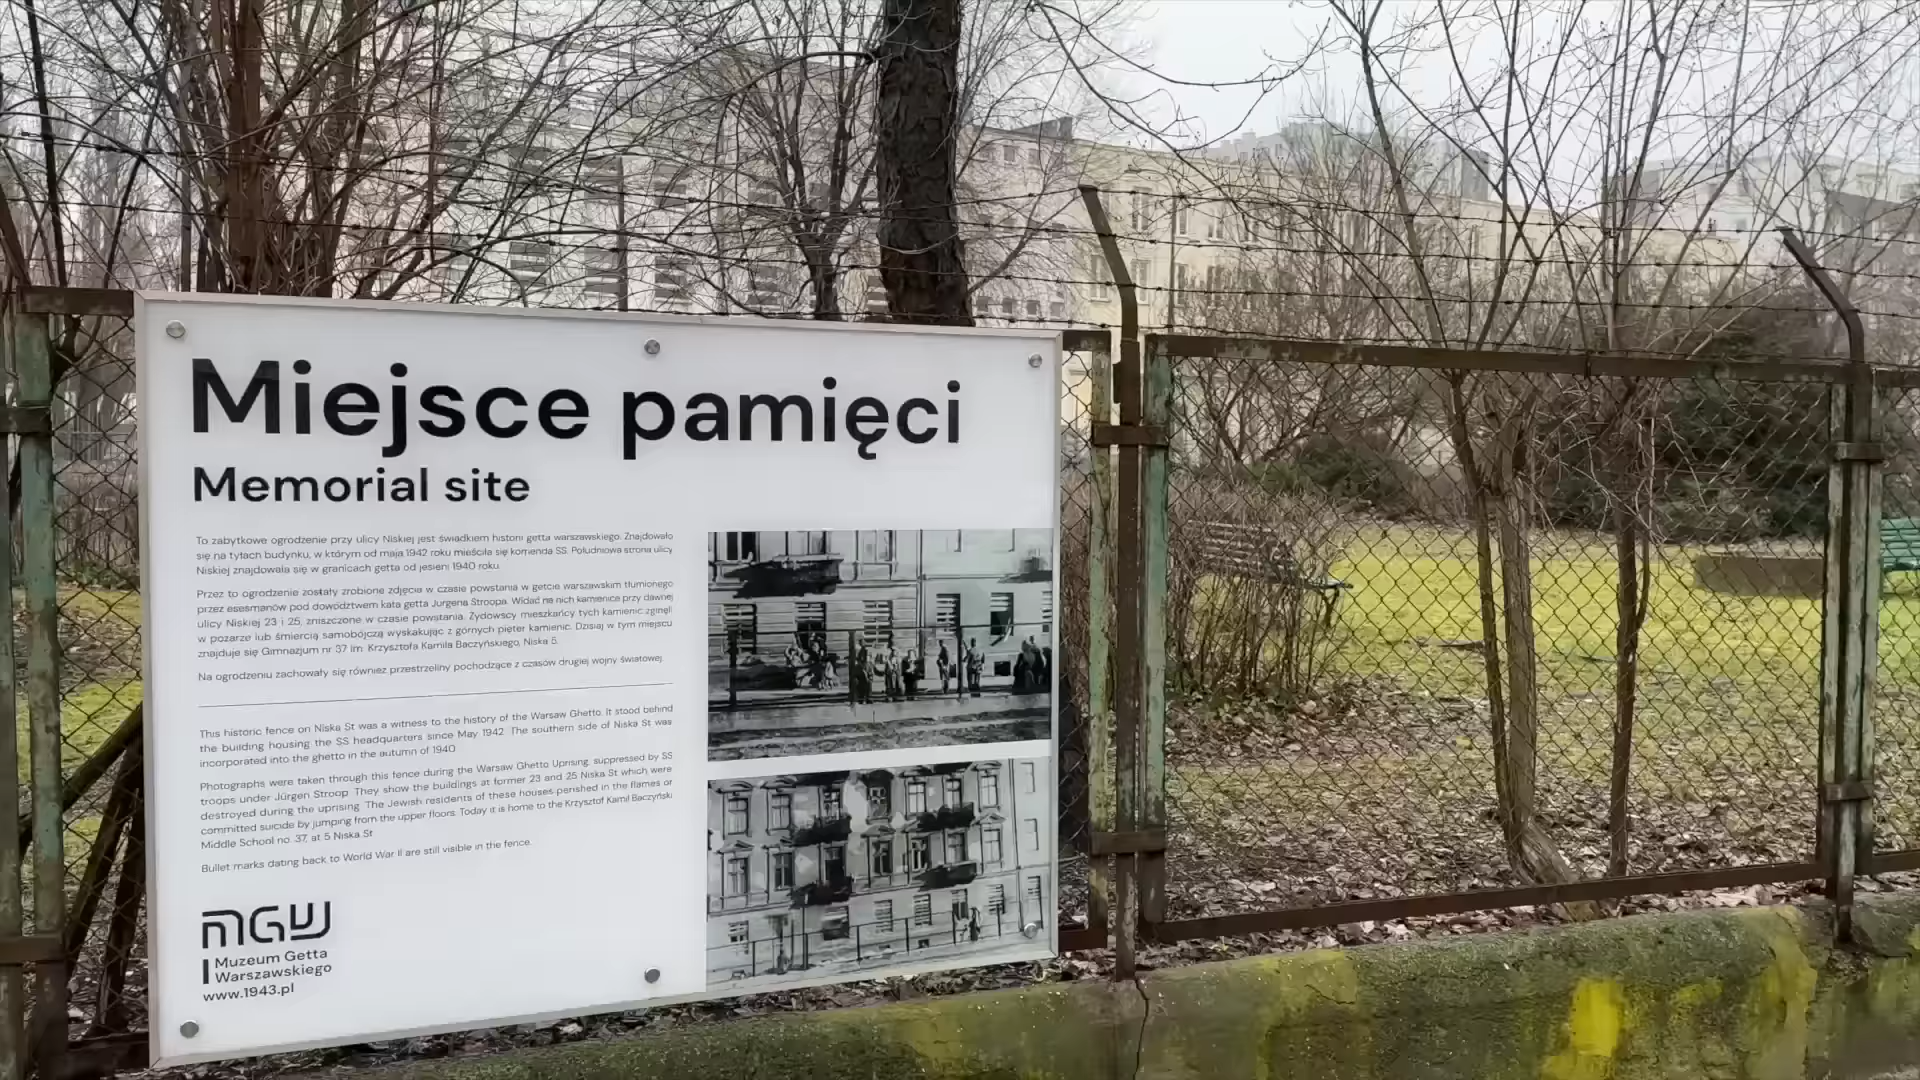 Miejsce pamięci
Memorial site
To zabytkowe ogrodzenie przy ulicy Niskiej jest świadkiem historii getta warszawskiego. Znajdowało
się na tyłach budynku, w którym od maja 1942 roku mieściła się komenda SS. Południowa strona ulicy
Niskiej znajdowała się w granicach getta od jesieni 1940 roku.
Przez to ogrodzenie zostały zrobione zdjęcia w czasie powstania w getcie warszawskim tłumionego
przez esesmanów pod dowództwem kata getta Jürgena Stroopa. Widać na nich kamienice przy dawnej
ulicy Niskiej 23 i 25, zniszczone w czasie powstania. Żydowscy mieszkańcy tych kamienic zginęli
w pożarze lub śmiercią samobójczą wyskakując z górnych pięter kamienic. Dzisiaj w tym miejscu
znajduje się Gimnazjum nr 37 im. Krzysztofa Kamila Baczyńskiego, Niska 5.
Na ogrodzeniu zachowały się również przestrzeliny pochodzące z czasów drugiej wojny światowej.
This historic fence on Niska St was a witness to the history of the Warsaw Ghetto. It stood behind
the building housing the SS headquarters since May 1942. The southern side of Niska St was
incorporated into the ghetto in the autumn of 1940.
Photographs were taken through this fence during the Warsaw Ghetto Uprising, suppressed by SS
troops under Jürgen Stroop. They show the buildings at former 23 and 25 Niska St which were
destroyed during the uprising. The Jewish residents of these houses perished in the flames or
committed suicide by jumping from the upper floors. Today it is home to the Krzysztof Kamil Baczyński
Middle School no. 37, at 5 Niska St.
Bullet marks dating back to World War II are still visible in the fence.
MGW
Muzeum Getta
Warszawskiego
www.1943.pl